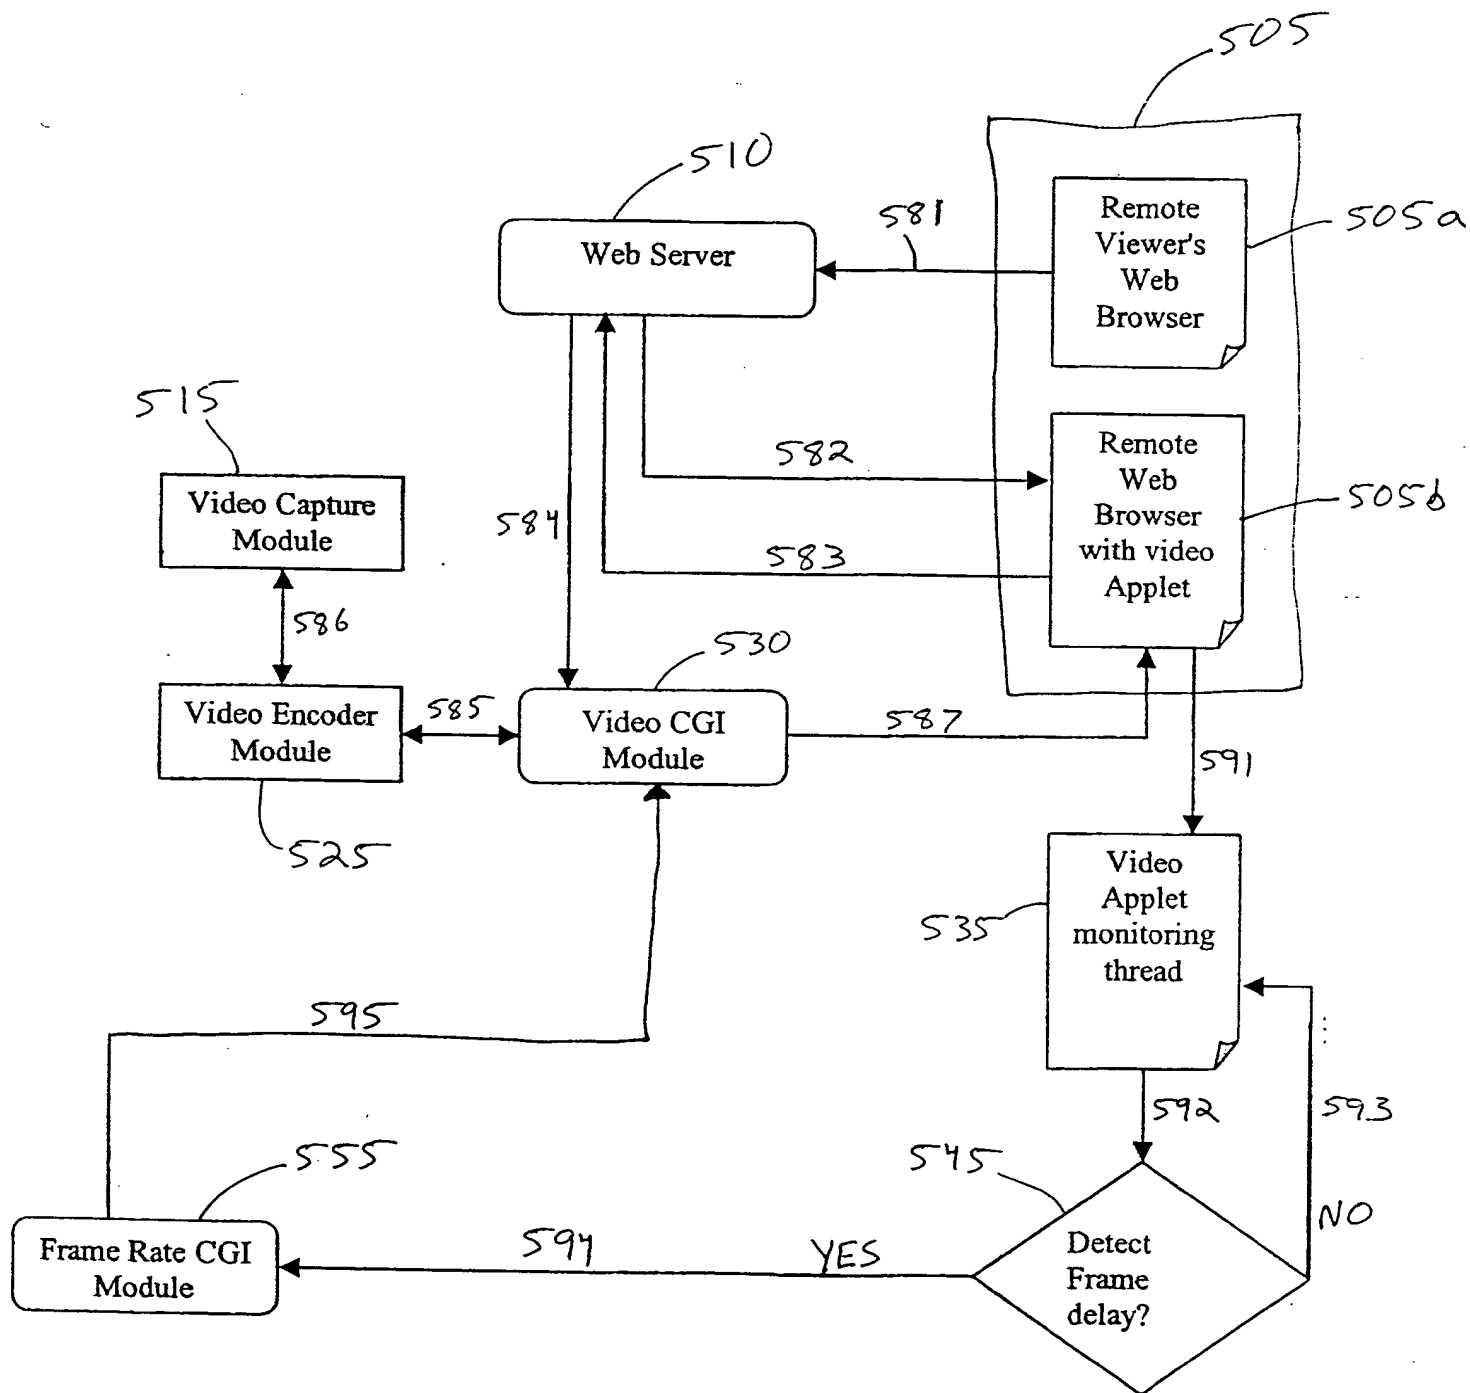 505
510
581
Remote
Viewer's
Web
Browser
505a
Web Server
515
582
Remote
Web
Browser
with video
Applet
505b
Video Capture
Module
584
583
586
530
Video Encoder
Module
585
Video CGI
Module
587
591
525
Video
Applet
monitoring
thread
535
595
592
593
555
545
NO
Frame Rate CGI
Module
594
YES
Detect
Frame
delay?